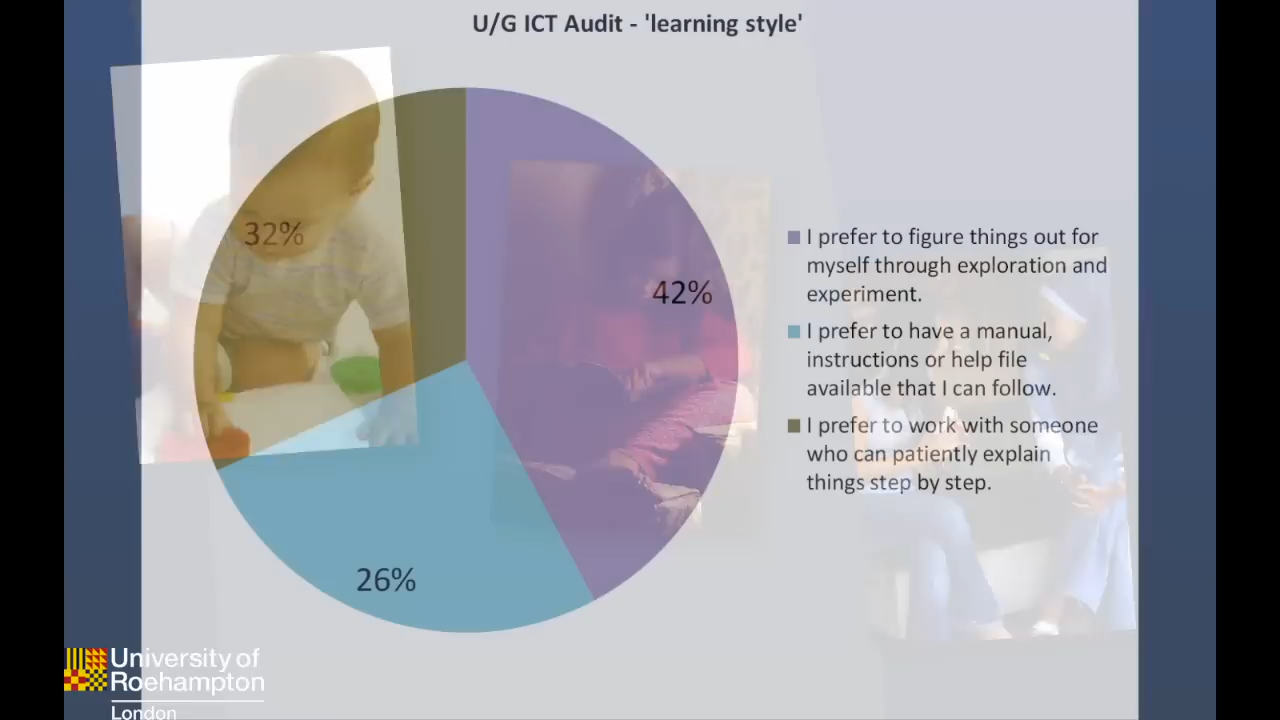 U/G ICT Audit - 'learning style'
32%
42%
26%
I prefer to figure things out for
myself through exploration and
experiment.
I prefer to have a manual,
instructions or help file
available that I can follow.
I prefer to work with someone
who can patiently explain
things step by step.
University of
Roehampton
London